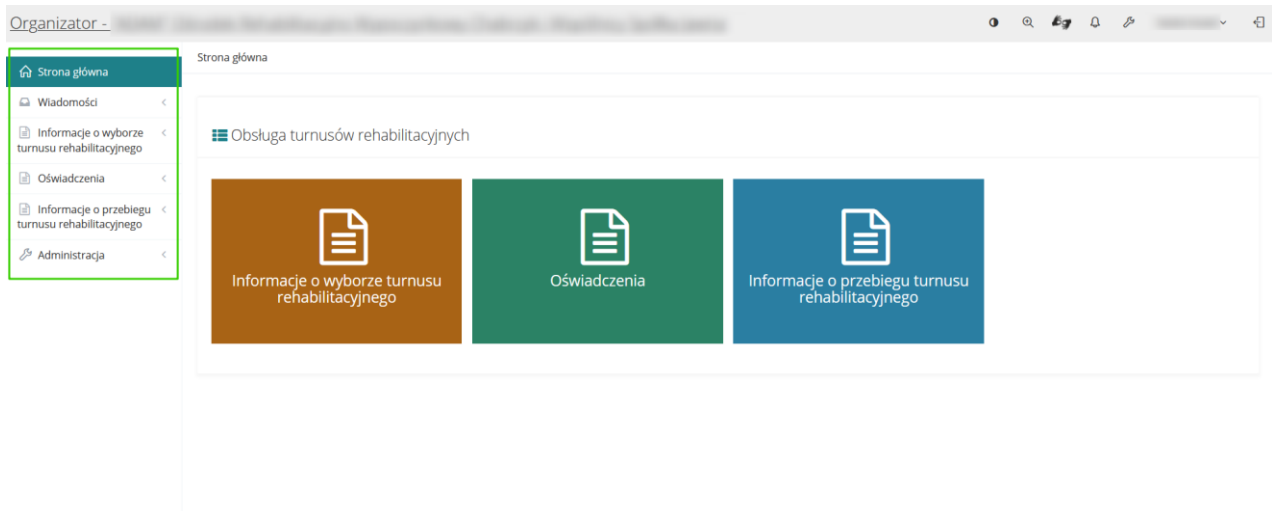 Organizator -
Strona główna
Strona główna
Wiadomości
Informacje o wyborze
turnusu rehabilitacyjnego
Oświadczenia
Informacje o przebiegu
turnusu rehabilitacyjnego
Administracja
Obsługa turnusów rehabilitacyjnych
Informacje o wyborze turnusu
rehabilitacyjnego
Oświadczenia
Informacje o przebiegu turnusu
rehabilitacyjnego